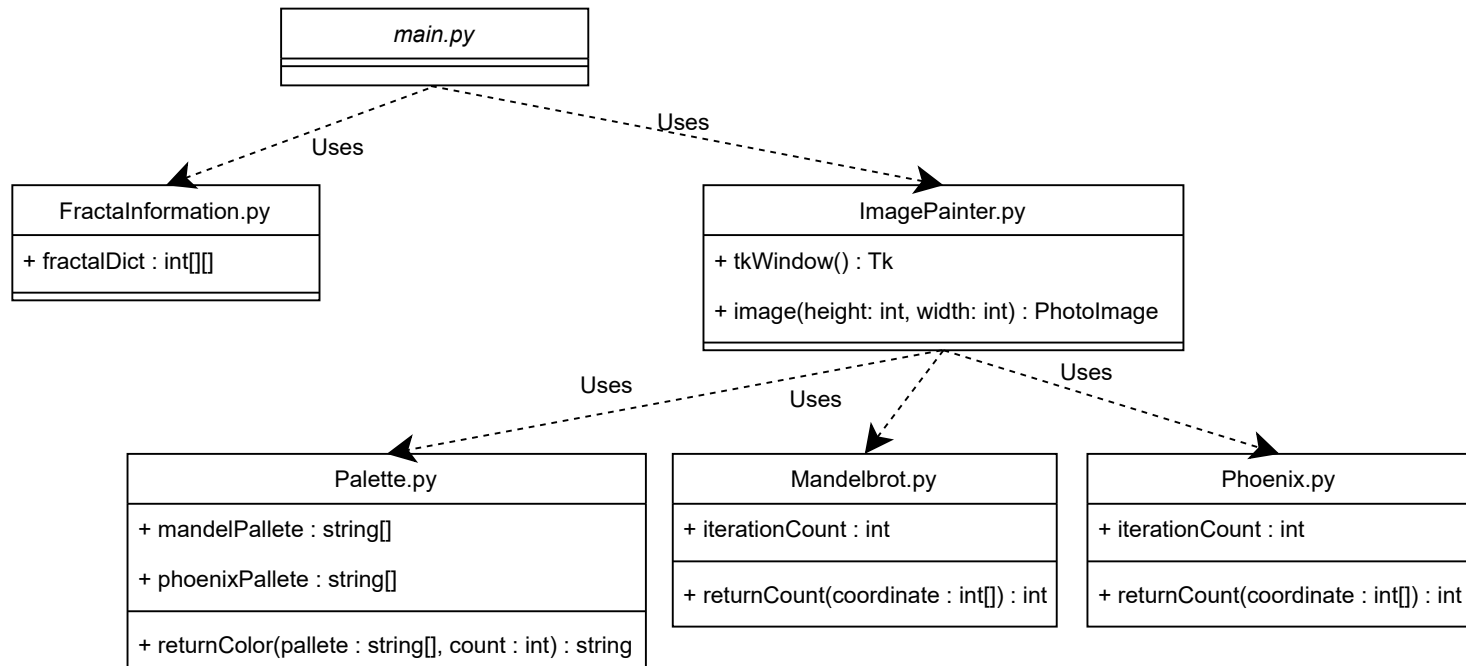 main.py
Uses
Uses
FractaInformation.py
+ fractalDict : int[][]
ImagePainter.py
+ tkWindow() : Tk
+ image(height: int, width: int) : PhotoImage
Uses
Uses
Uses
Palette.py
+ mandelPallete : string[]
+ phoenixPallete : string[]
+ returnColor(pallete : string[], count : int) : string
Mandelbrot.py
+ iterationCount : int
+ returnCount(coordinate : int[]) : int
Phoenix.py
+ iterationCount : int
+ returnCount(coordinate : int[]) : int